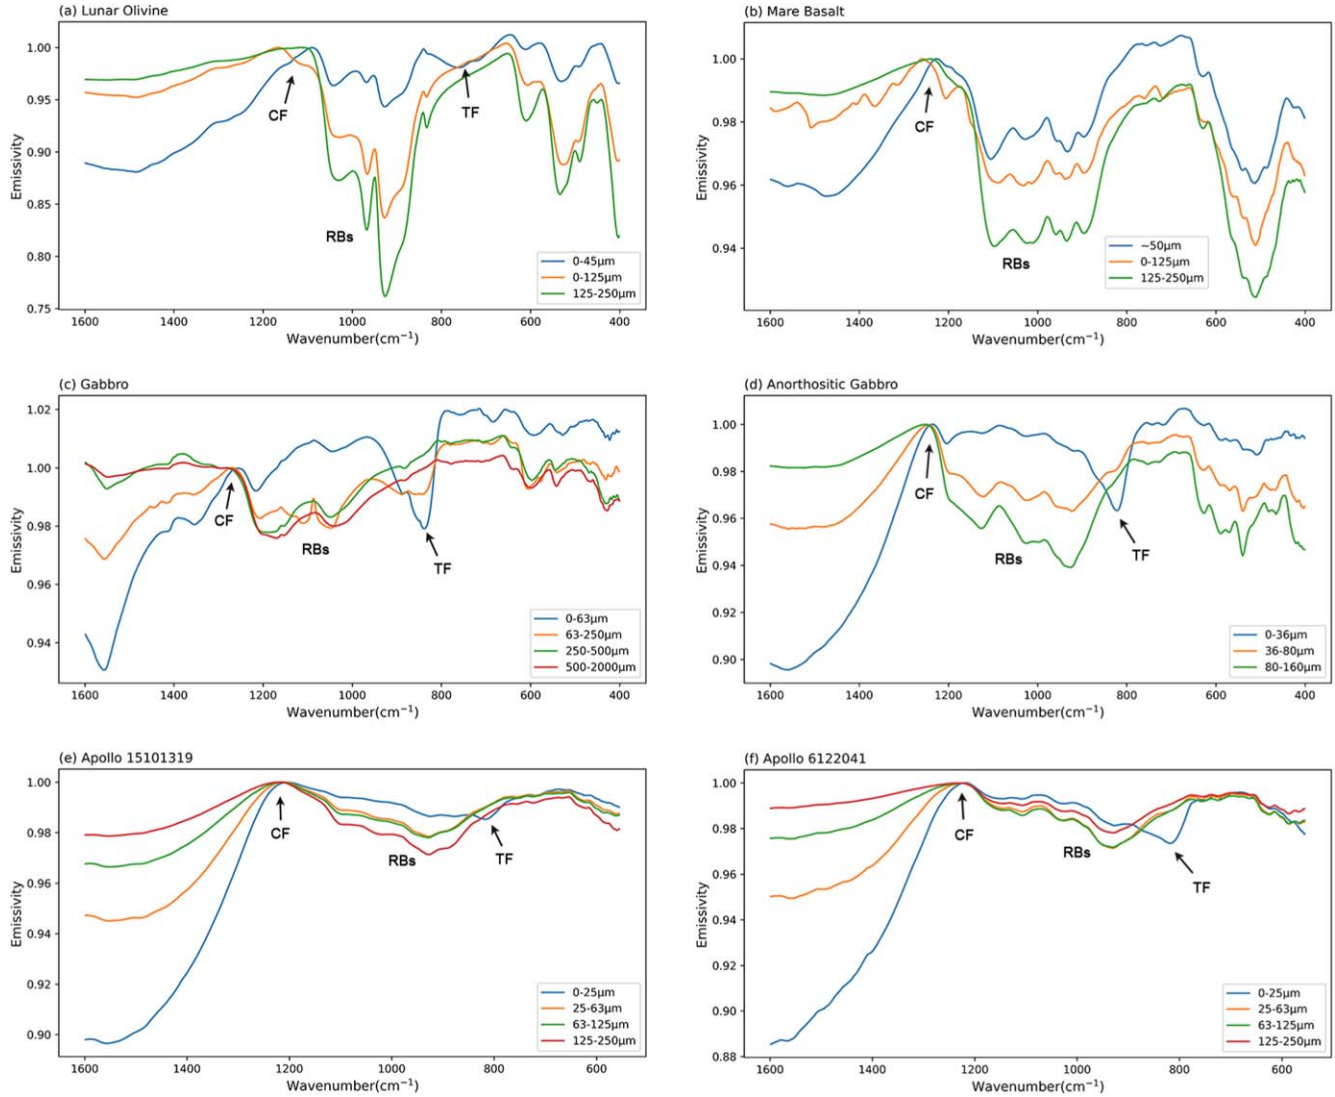 (a) Lunar Olivine
1.00
0.95
0.90
0.85
0.80
0.75
Emissivity
CF
TF
RBs
0-45μm
0-125μm
125-250μm
1600 1400 1200 1000 800 600 400
Wavenumber(cm⁻¹)
(b) Mare Basalt
1.00
0.98
0.96
0.94
Emissivity
CF
RBs
~50μm
0-125μm
125-250μm
1600 1400 1200 1000 800 600 400
Wavenumber(cm⁻¹)
(c) Gabbro
1.02
1.00
0.98
0.96
0.94
Emissivity
CF
RBs
TF
0-63μm
63-250μm
250-500μm
500-2000μm
1600 1400 1200 1000 800 600 400
Wavenumber(cm⁻¹)
(d) Anorthositic Gabbro
1.00
0.98
0.96
0.94
0.92
0.90
Emissivity
CF
RBs
TF
0-36μm
36-80μm
80-160μm
1600 1400 1200 1000 800 600 400
Wavenumber(cm⁻¹)
(e) Apollo 15101319
1.00
0.98
0.96
0.94
0.92
0.90
Emissivity
CF
RBs
TF
0-25μm
25-63μm
63-125μm
125-250μm
1600 1400 1200 1000 800 600
Wavenumber(cm⁻¹)
(f) Apollo 6122041
1.00
0.98
0.96
0.94
0.92
0.90
0.88
Emissivity
CF
RBs
TF
0-25μm
25-63μm
63-125μm
125-250μm
1600 1400 1200 1000 800 600
Wavenumber(cm⁻¹)